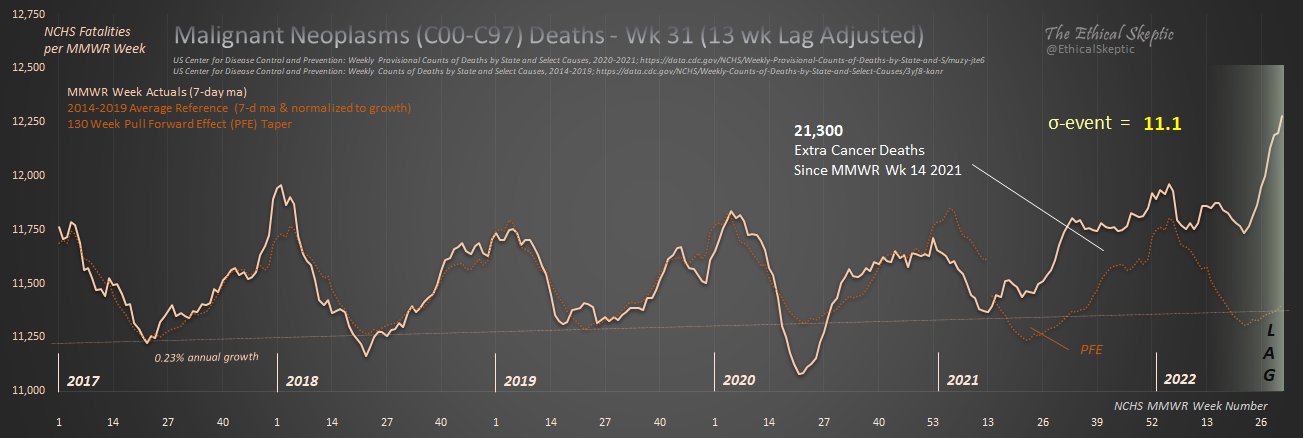 12,750
NCHS Fatalities
per MMWR Week
Malignant Neoplasms (C00-C97) Deaths - Wk 31 (13 wk Lag Adjusted)
The Ethical Skeptic
@EthicalSkeptic
US Center for Disease Control and Prevention: Weekly Provisional Counts of Deaths by State and Select Causes, 2020-2021; https://data.cdc.gov/NCHS/Weekly-Provisional-Counts-of-Deaths-by-State-and-S/muzy-jte6
US Center for Disease Control and Prevention: Weekly Counts of Deaths by State and Select Causes, 2014-2019; https://data.cdc.gov/NCHS/Weekly-Counts-of-Deaths-by-State-and-Select-Causes/3yf8-kanr
12,500
MMWR Week Actuals (7-day ma)
2014-2019 Average Reference (7-d ma & normalized to growth)
130 Week Pull Forward Effect (PFE) Taper
12,250
σ-event = 11.1
21,300
Extra Cancer Deaths
Since MMWR Wk 14 2021
12,000
11,750
11,500
11,250
0.23% annual growth
PFE
L
A
G
11,000
2017 2018 2019 2020 2021 2022
NCHS MMWR Week Number
1 14 27 40 1 14 27 40 1 14 27 40 1 14 27 40 53 13 26 39 52 13 26